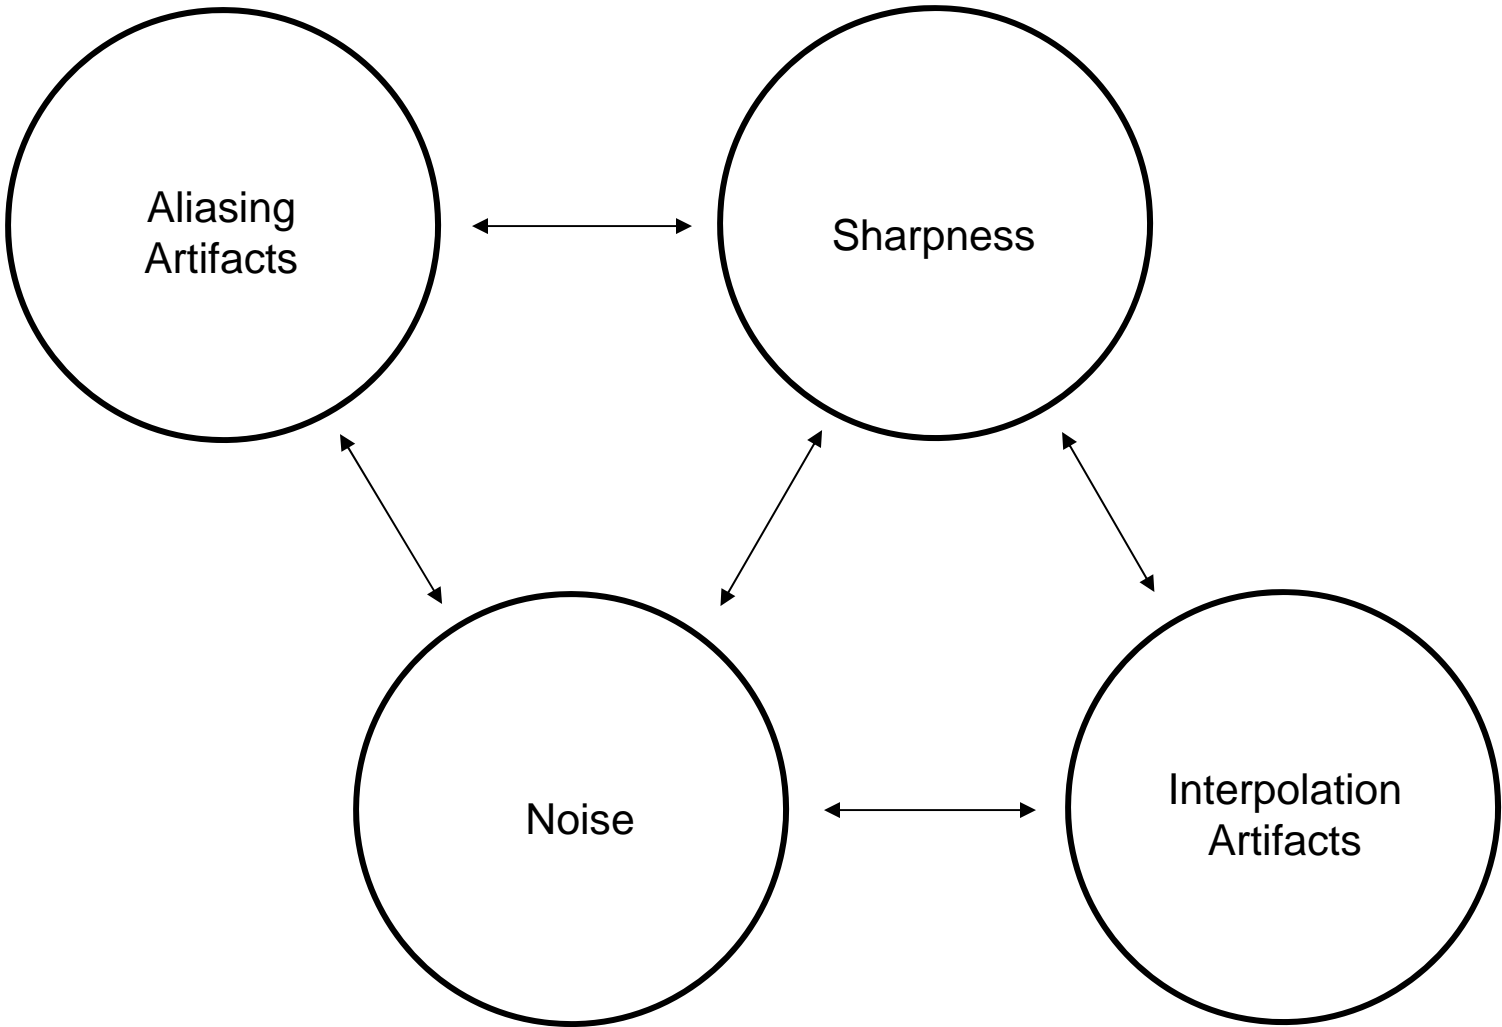 Aliasing
Artifacts
Sharpness
Noise
Interpolation
Artifacts